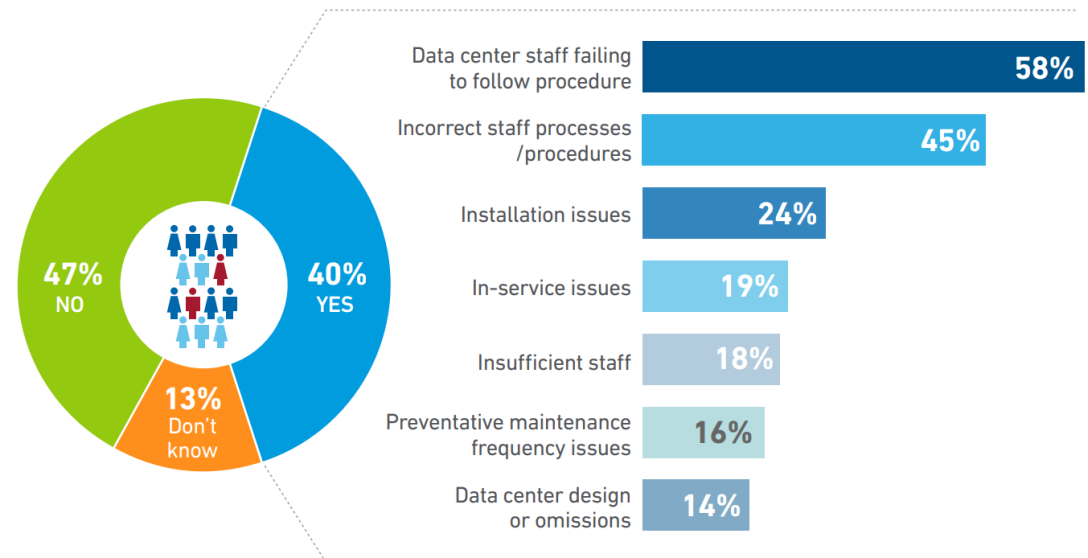 47%
NO
40%
YES
13%
Don't
know
Data center staff failing
to follow procedure
58%
Incorrect staff processes
/procedures
45%
Installation issues
24%
In-service issues
19%
Insufficient staff
18%
Preventative maintenance
frequency issues
16%
Data center design
or omissions
14%